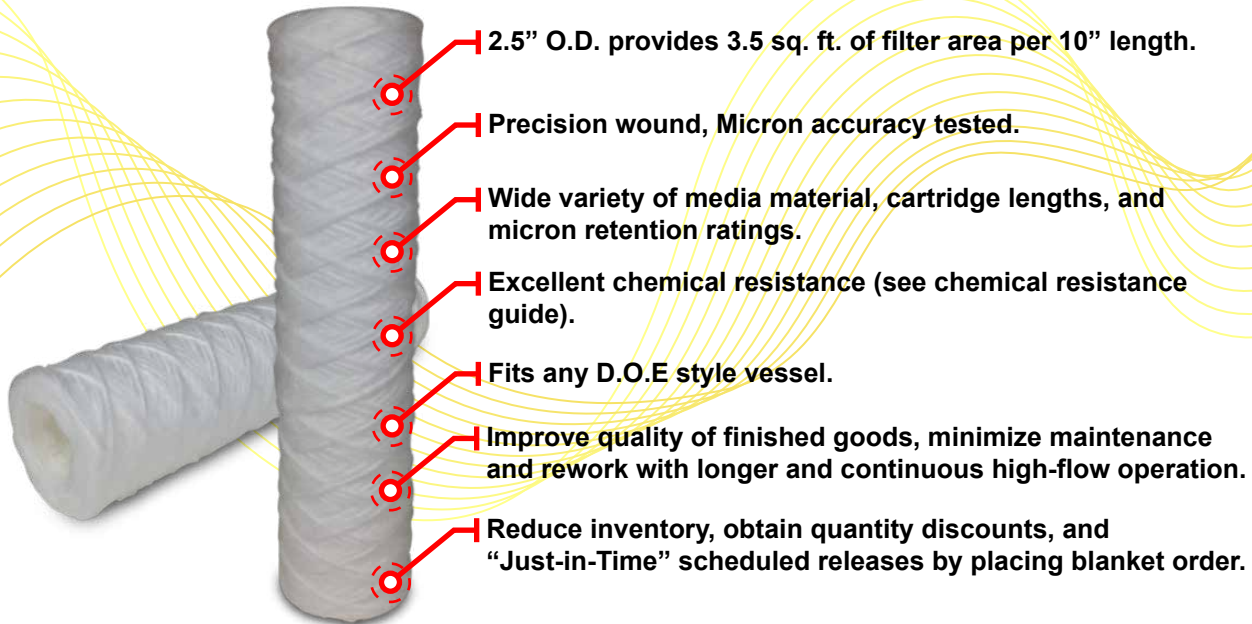 2.5” O.D. provides 3.5 sq. ft. of filter area per 10” length.
Precision wound, Micron accuracy tested.
Wide variety of media material, cartridge lengths, and
micron retention ratings.
Excellent chemical resistance (see chemical resistance
guide).
Fits any D.O.E style vessel.
Improve quality of finished goods, minimize maintenance
and rework with longer and continuous high-flow operation.
Reduce inventory, obtain quantity discounts, and
“Just-in-Time” scheduled releases by placing blanket order.